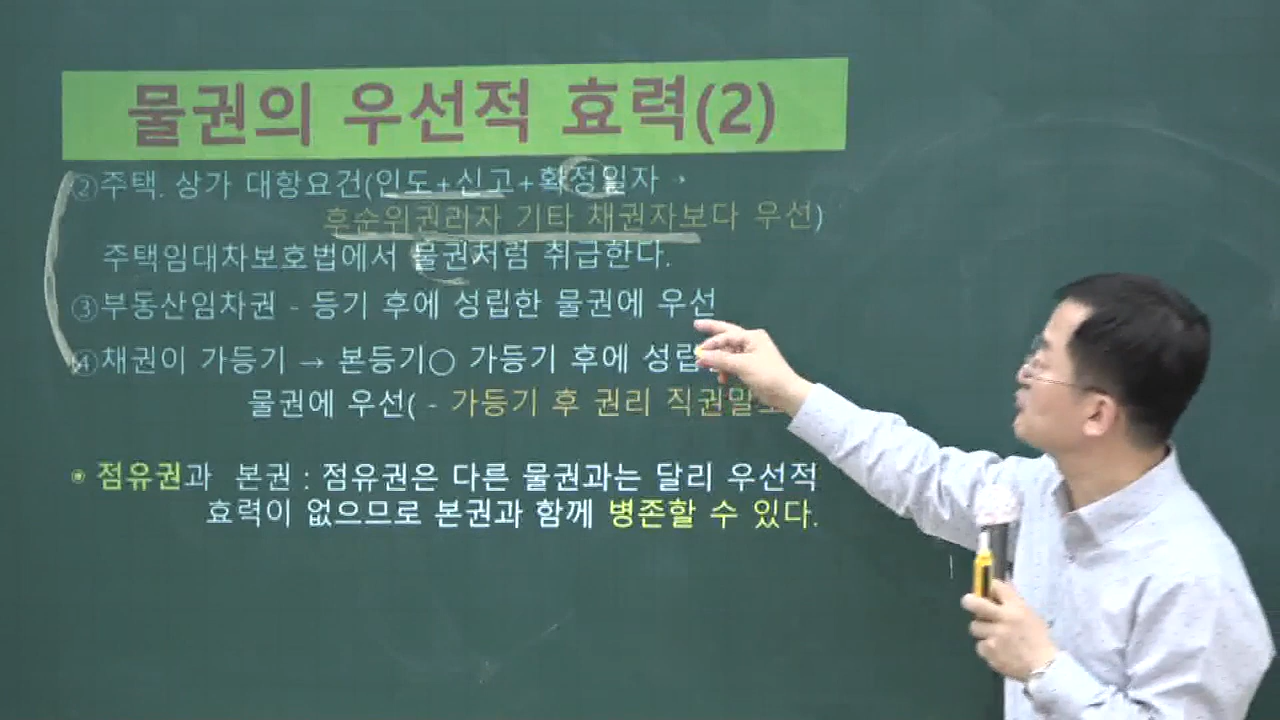 물권의 우선적 효력(2)
②주택. 상가 대항요건(인도+신고+확정일자 →
후순위권리자 기타 채권자보다 우선)
주택임대차보호법에서 물권처럼 취급한다.
③부동산임차권 - 등기 후에 성립한 물권에 우선
④채권이 가등기 → 본등기○ 가등기 후에
물권에 우선( - 가등기 후 권리
◉ 점유권과 본권 : 점유권은 다른 물권과는 달리 우선적
효력이 없으므로 본권과 함께 병존할 수 있다.